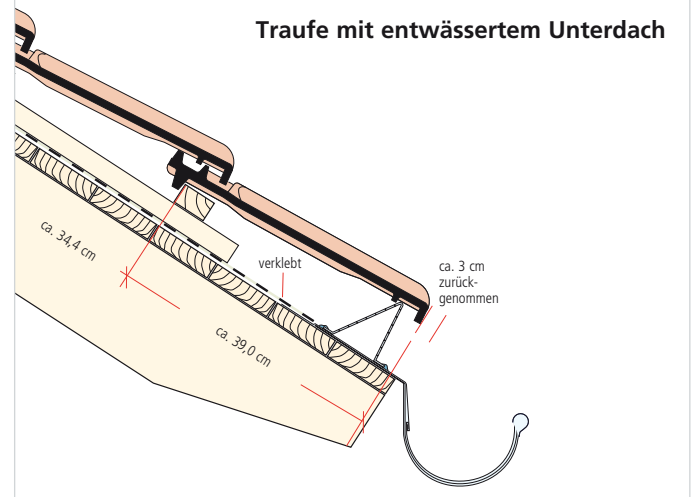 Traufe mit entwässertem Unterdach
ca. 34,4 cm
verklebt
ca. 3 cm
zurück-
genommen
ca. 39,0 cm